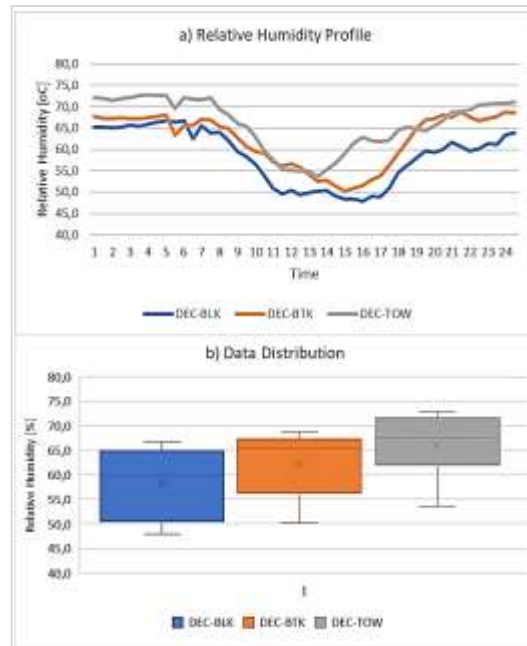 a) Relative Humidity Profile
Relative Humidity [oC]
80,0
75,0
70,0
65,0
60,0
55,0
50,0
45,0
40,0
1 2 3 4 5 6 7 8 9 10 11 12 13 14 15 16 17 18 19 20 21 22 23 24
Time
DEC-BLK DEC-BTK DEC-TOW
b) Data Distribution
Relative Humidity [%]
80,0
75,0
70,0
65,0
60,0
55,0
50,0
45,0
40,0
1
DEC-BLK DEC-BTK DEC-TOW